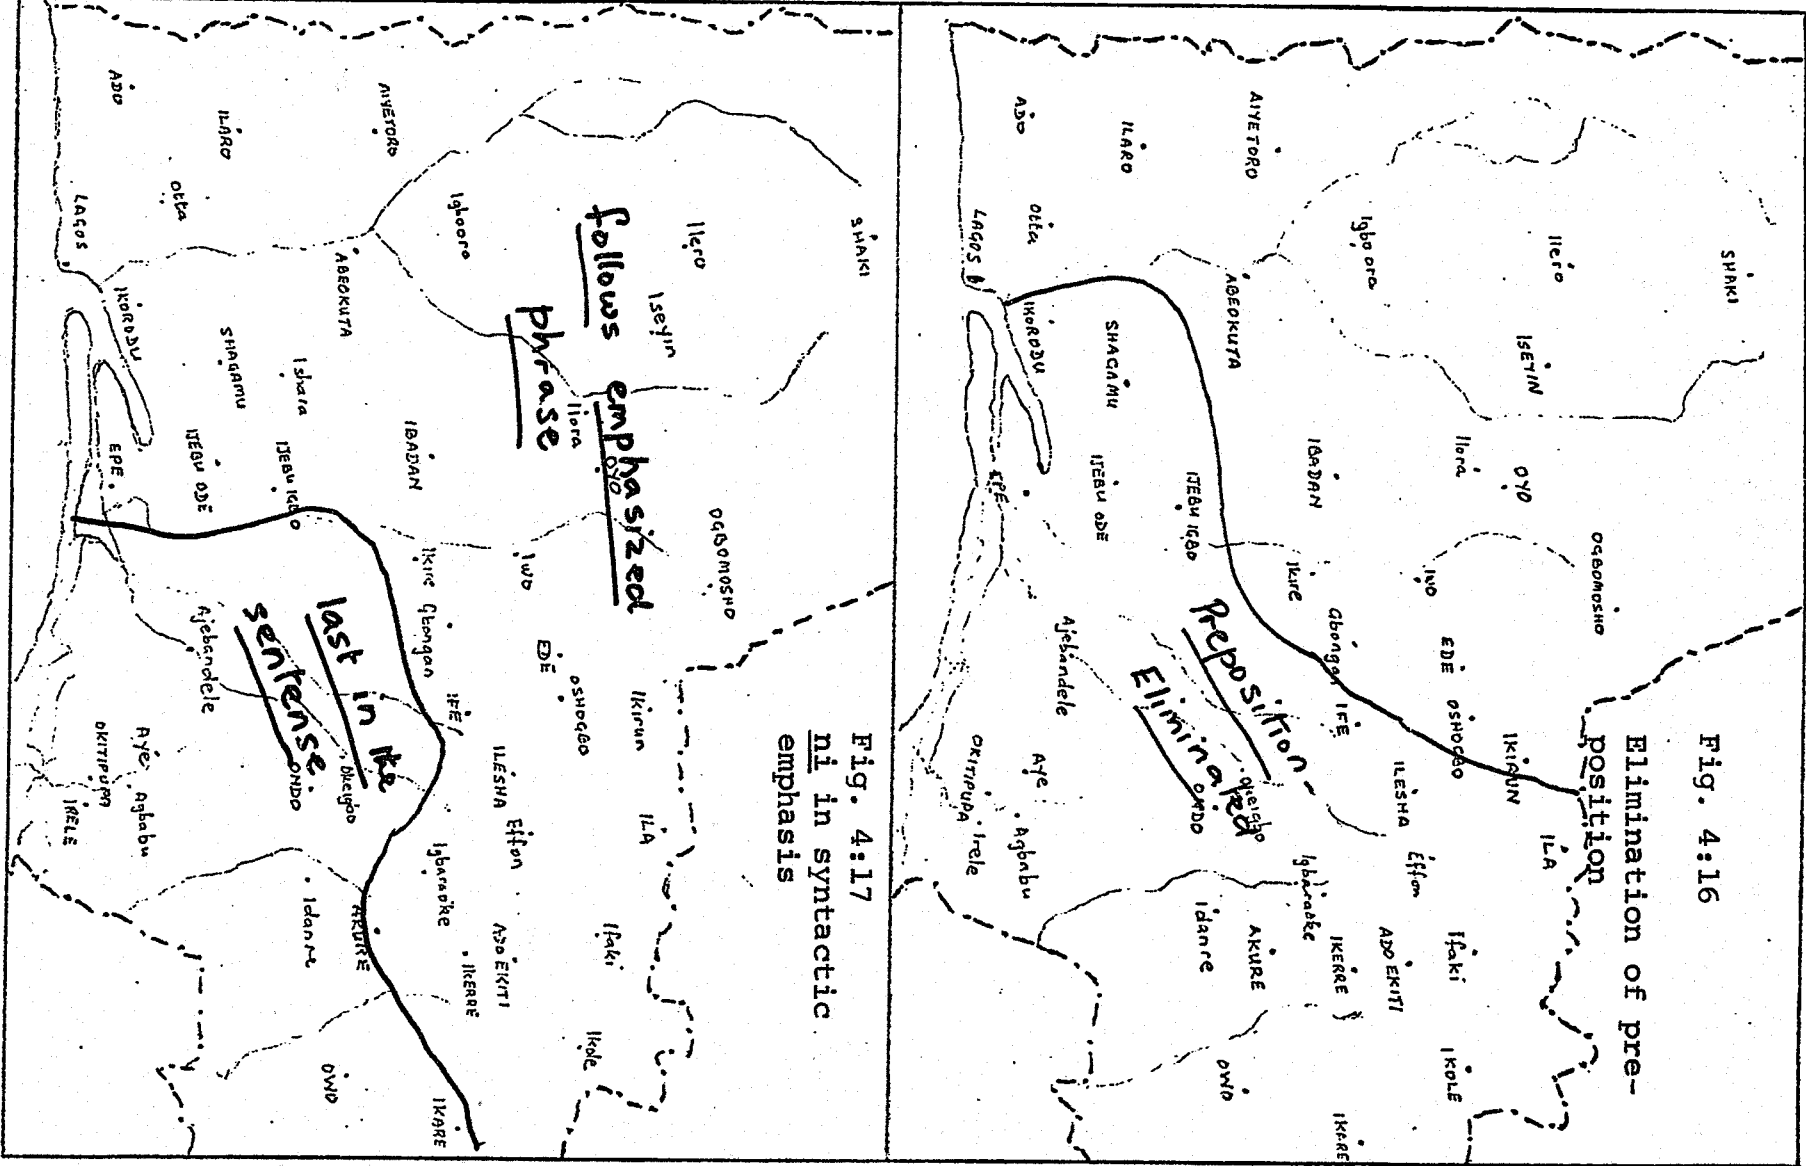 Fig. 4:16
Elimination of pre-
position
SHAKI
OGBOMOSHO
Ilero
ISEYIN
OYO
IKIRUN
ILA
Ilora
EDE
OSHOGBO
Ifaki
IKOLE
Iwo
Effon
ILESHA
ADO EKITI
Igboora
IBADAN
Ikire
Gbongan
IFE
Igbaraoke
IKERRE
IKARE
AIYETORO
ABEOKUTA
Okeigbo
AKURE
OWO
Preposition-
Eliminated
IJEBU IGBO
ONDO
Idanre
ILARO
SHAGAMU
IJEBU ODE
Ajebandele
ADO
Otta
IKORODU
EPE
Aye
Agbabu
LAGOS
OKITIPUPA
Irele
Fig. 4:17
ni in syntactic
emphasis
SHAKI
OGBOMOSHO
Ilero
Iseyin
Ikirun
ILA
Ifaki
follows emphasized
phrase
Ilora
OYO
OSHOGBO
Ikole
EDE
Iwo
Effon
ILESHA
ADO EKITI
Igbooro
IKERRE
IFE
Ikire
Gbongan
Igbaraoke
IKARE
AIYETORO
IBADAN
ABEOKUTA
AKURE
last in the
sentense
Okeigbo
OWO
Ishara
IJEBU IGBO
ONDO
Idanre
ILARO
SHAGAMU
IJEBU ODE
Ajebandele
Otta
Aye
Agbabu
ADO
IKORODU
EPE
OKITIPUPA
LAGOS
IRELE